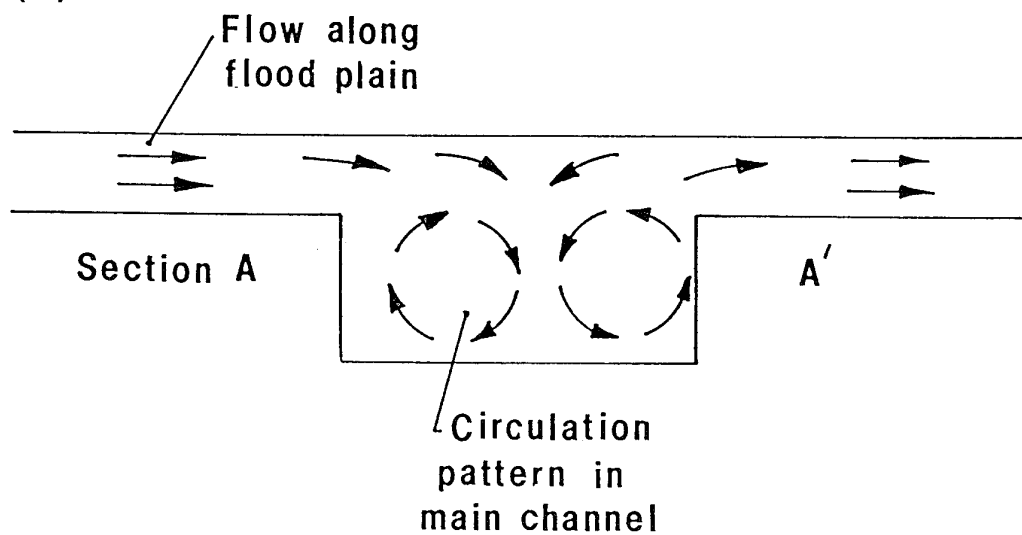 Flow along
flood plain
Section A
A′
Circulation
pattern in
main channel